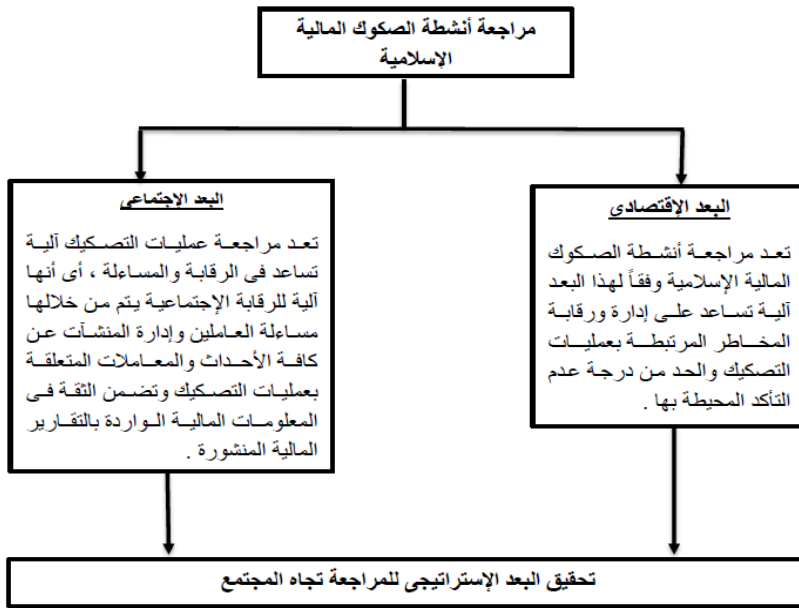 مراجعة أنشطة الصكوك المالية
الإسلامية
البعد الإقتصادى
تعد مراجعة أنشطة الصكوك
المالية الإسلامية وفقاً لهذا البعد
آلية تساعد على إدارة ورقابة
المخاطر المرتبطة بعمليات
التصكيك والحد من درجة عدم
التأكد المحيطة بها .
البعد الإجتماعى
تعد مراجعة عمليات التصكيك آلية
تساعد فى الرقابة والمساءلة ، أى أنها
آلية للرقابة الإجتماعية يتم من خلالها
مساءلة العاملين وإدارة المنشآت عن
كافة الأحداث والمعاملات المتعلقة
بعمليات التصكيك وتضمن الثقة فى
المعلومات المالية الواردة بالتقارير
المالية المنشورة .
تحقيق البعد الإستراتيجى للمراجعة تجاه المجتمع